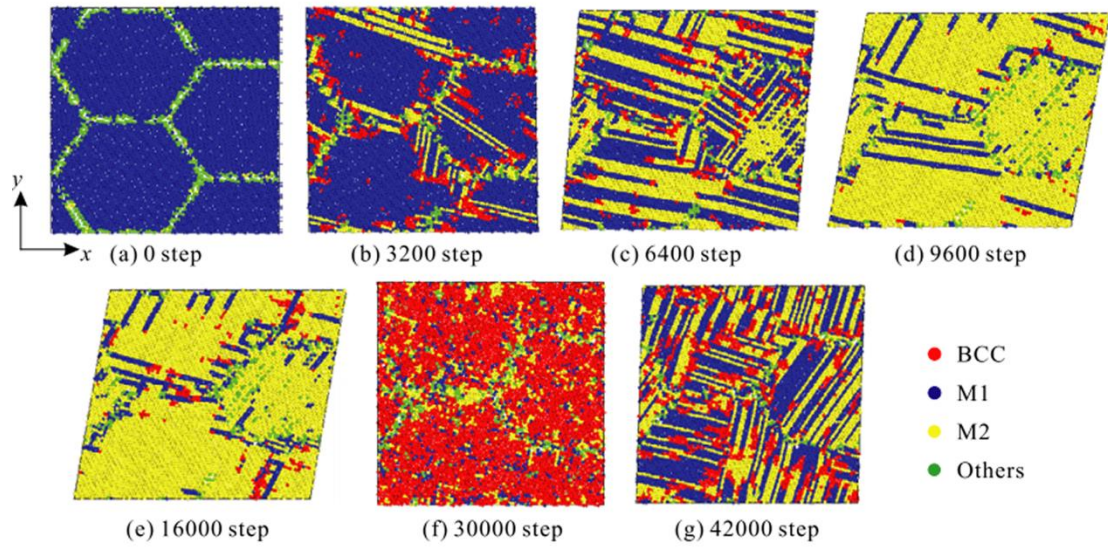 y
x
(a) 0 step
(b) 3200 step
(c) 6400 step
(d) 9600 step
(e) 16000 step
(f) 30000 step
(g) 42000 step
BCC
M1
M2
Others